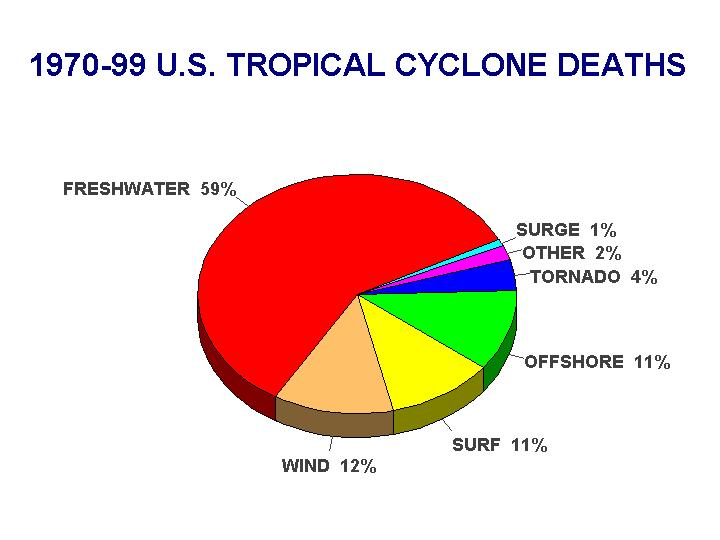 1970-99 U.S. TROPICAL CYCLONE DEATHS
FRESHWATER 59%
SURGE 1%
OTHER 2%
TORNADO 4%
OFFSHORE 11%
SURF 11%
WIND 12%